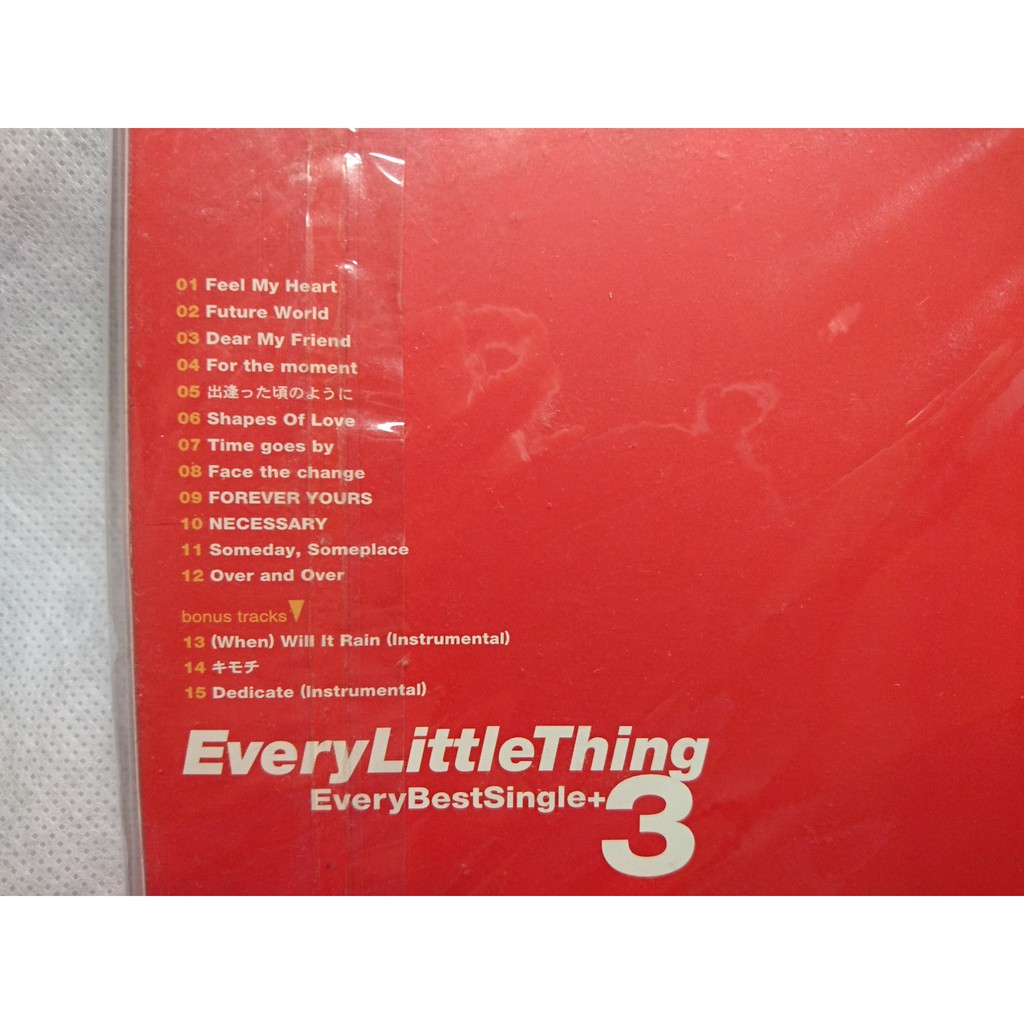 01 Feel My Heart
02 Future World
03 Dear My Friend
04 For the moment
05 出逢った頃のように
06 Shapes Of Love
07 Time goes by
08 Face the change
09 FOREVER YOURS
10 NECESSARY
11 Someday, Someplace
12 Over and Over
bonus tracks
13 (When) Will It Rain (Instrumental)
14 キモチ
15 Dedicate (Instrumental)
EveryLittleThing
EveryBestSingle+3